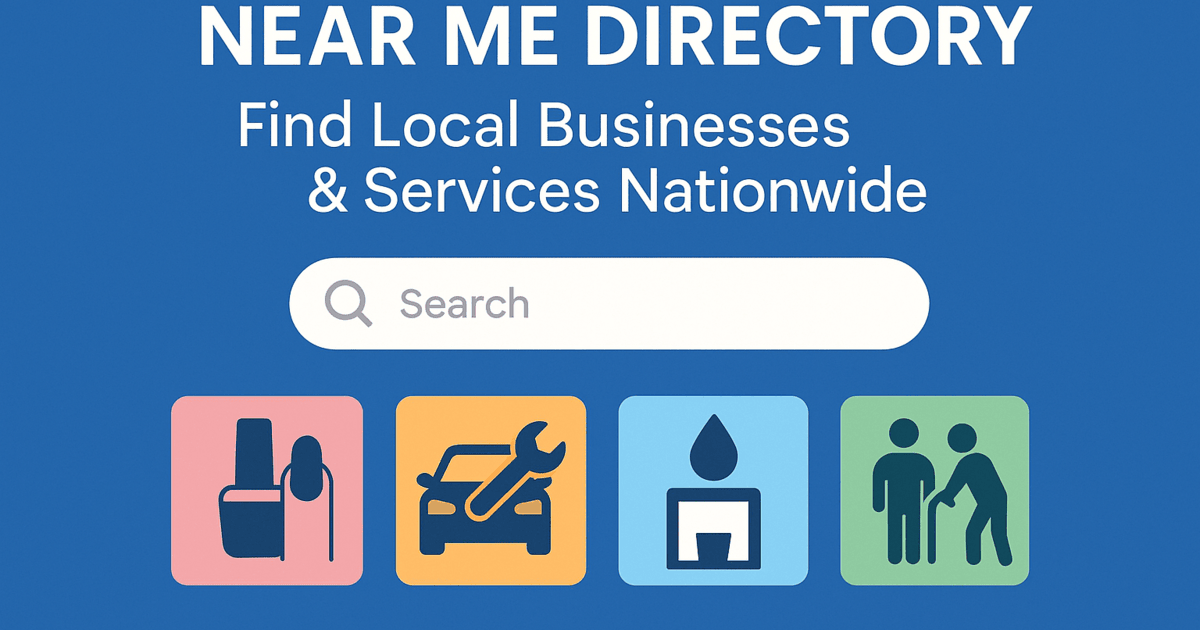 NEAR ME DIRECTORY
Find Local Businesses
& Services Nationwide
Search